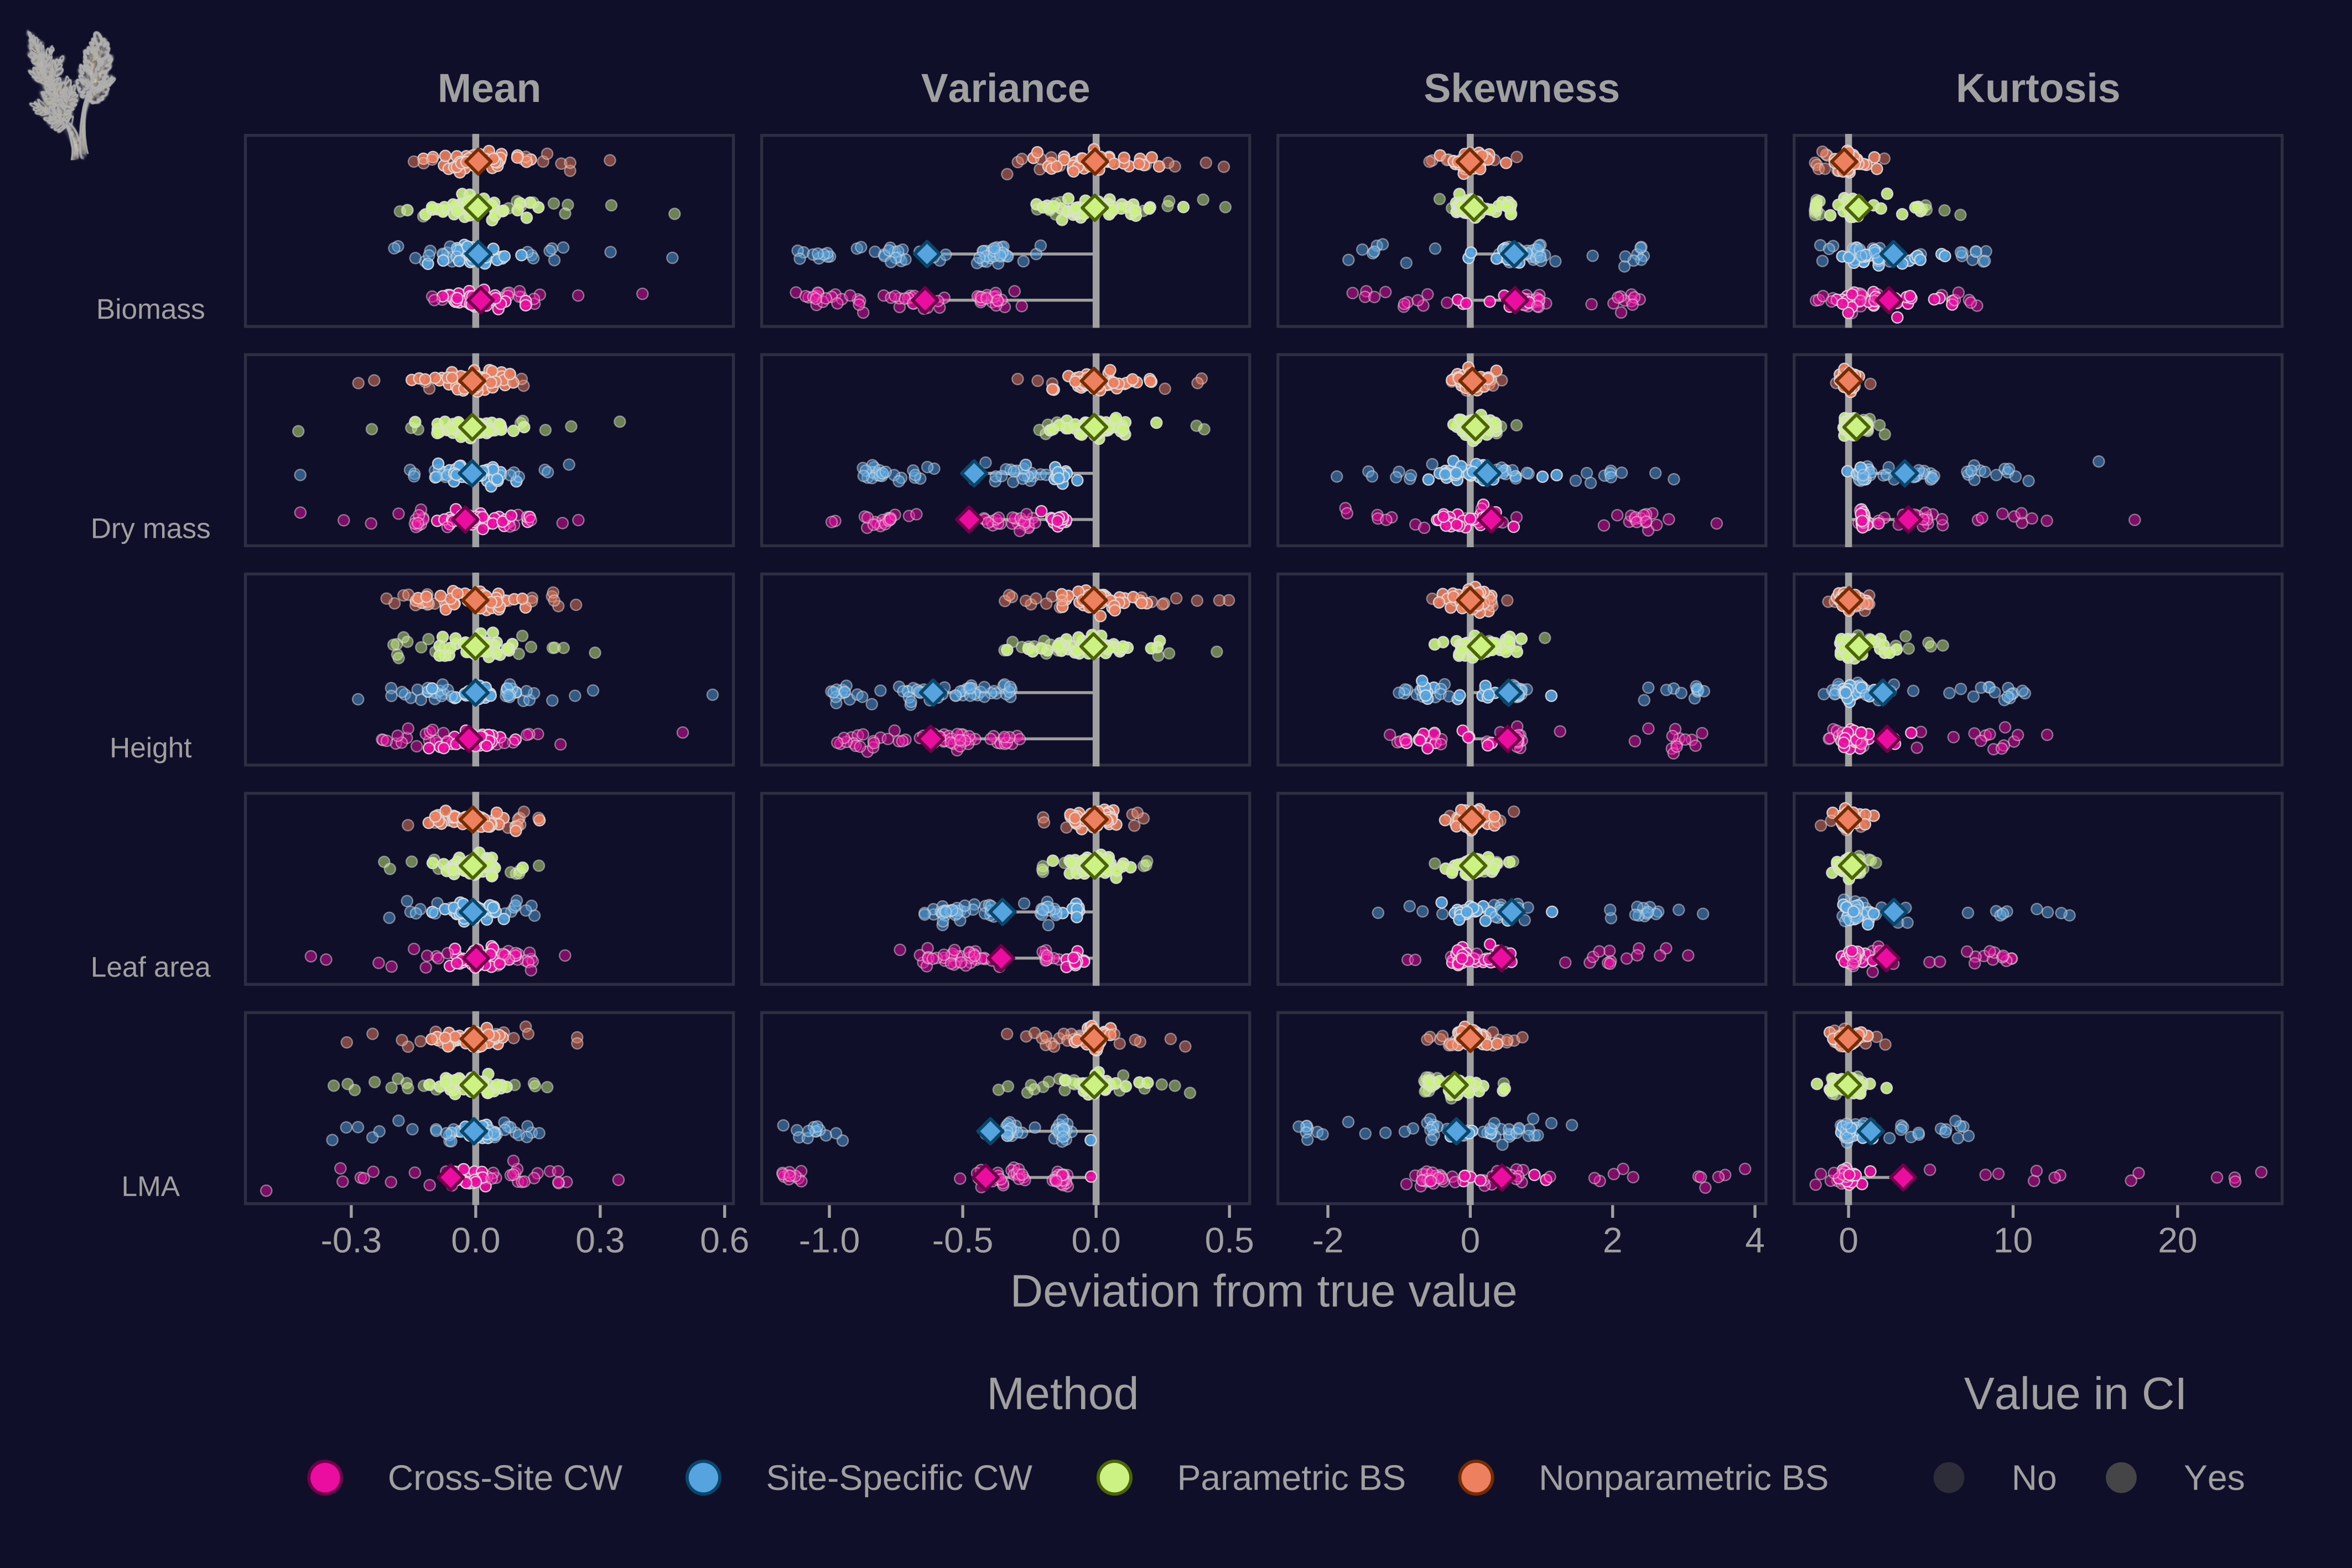 Mean Variance Skewness Kurtosis
Biomass
Dry mass
Height
Leaf area
LMA
-0.3 0.0 0.3 0.6 -1.0 -0.5 0.0 0.5 -2 0 2 4 0 10 20
Deviation from true value
Method Value in CI
Cross-Site CW Site-Specific CW Parametric BS Nonparametric BS No Yes